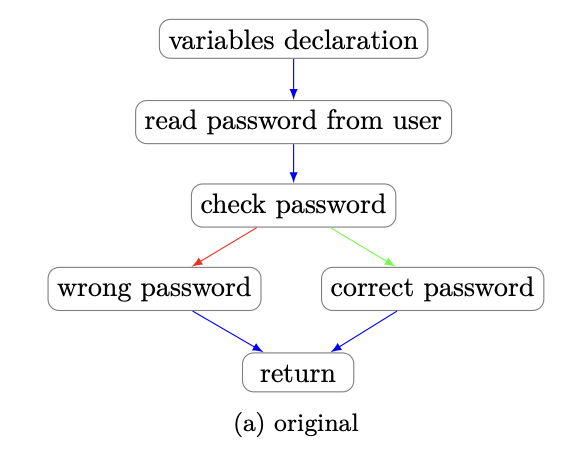 variables declaration
read password from user
check password
wrong password
correct password
return
(a) original